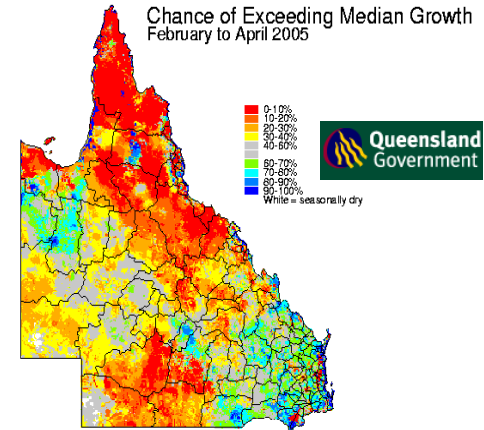 Chance of Exceeding Median Growth
February to April 2005
0-10%
10-20%
20-30%
30-40%
40-60%
60-70%
70-80%
80-90%
90-100%
White = seasonally dry
Queensland
Government